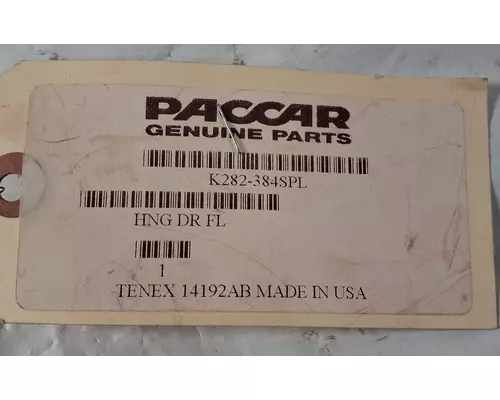 PACCAR
GENUINE PARTS
K282-384SPL
HNG DR FL
1
TENEX 14192AB MADE IN USA